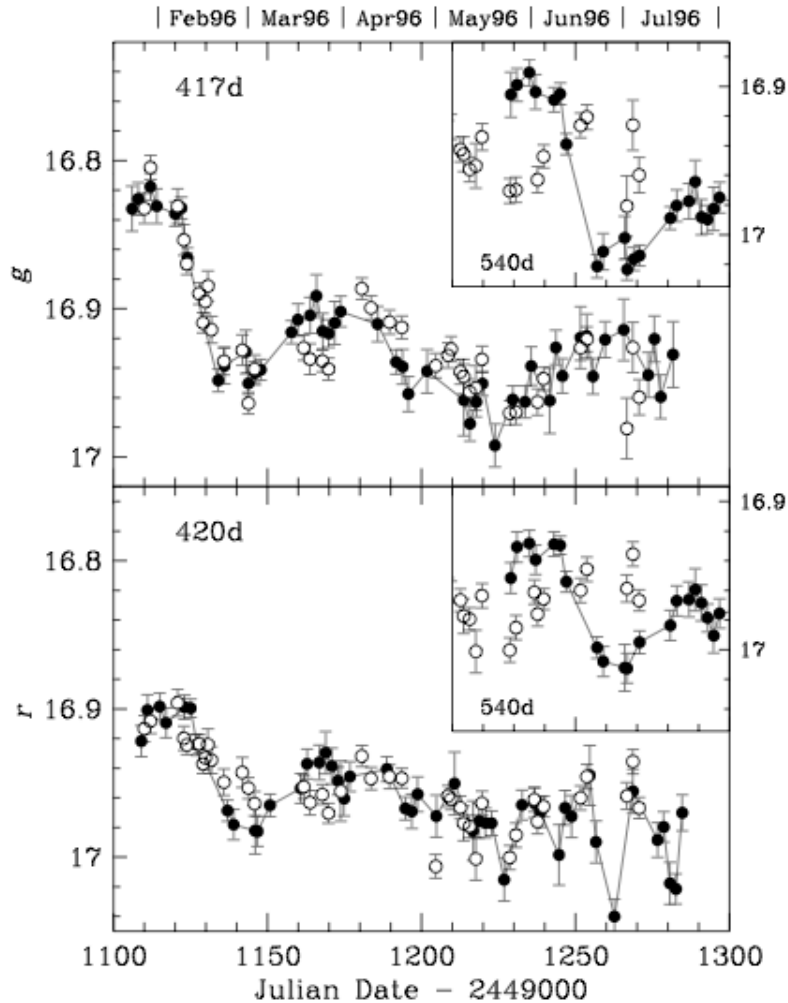 Feb96 Mar96 Apr96 May96 Jun96 Jul96
417d
16.8
16.9
17
g
16.9
17
540d
420d
16.8
16.9
17
r
16.9
17
540d
1100 1150 1200 1250 1300
Julian Date - 2449000